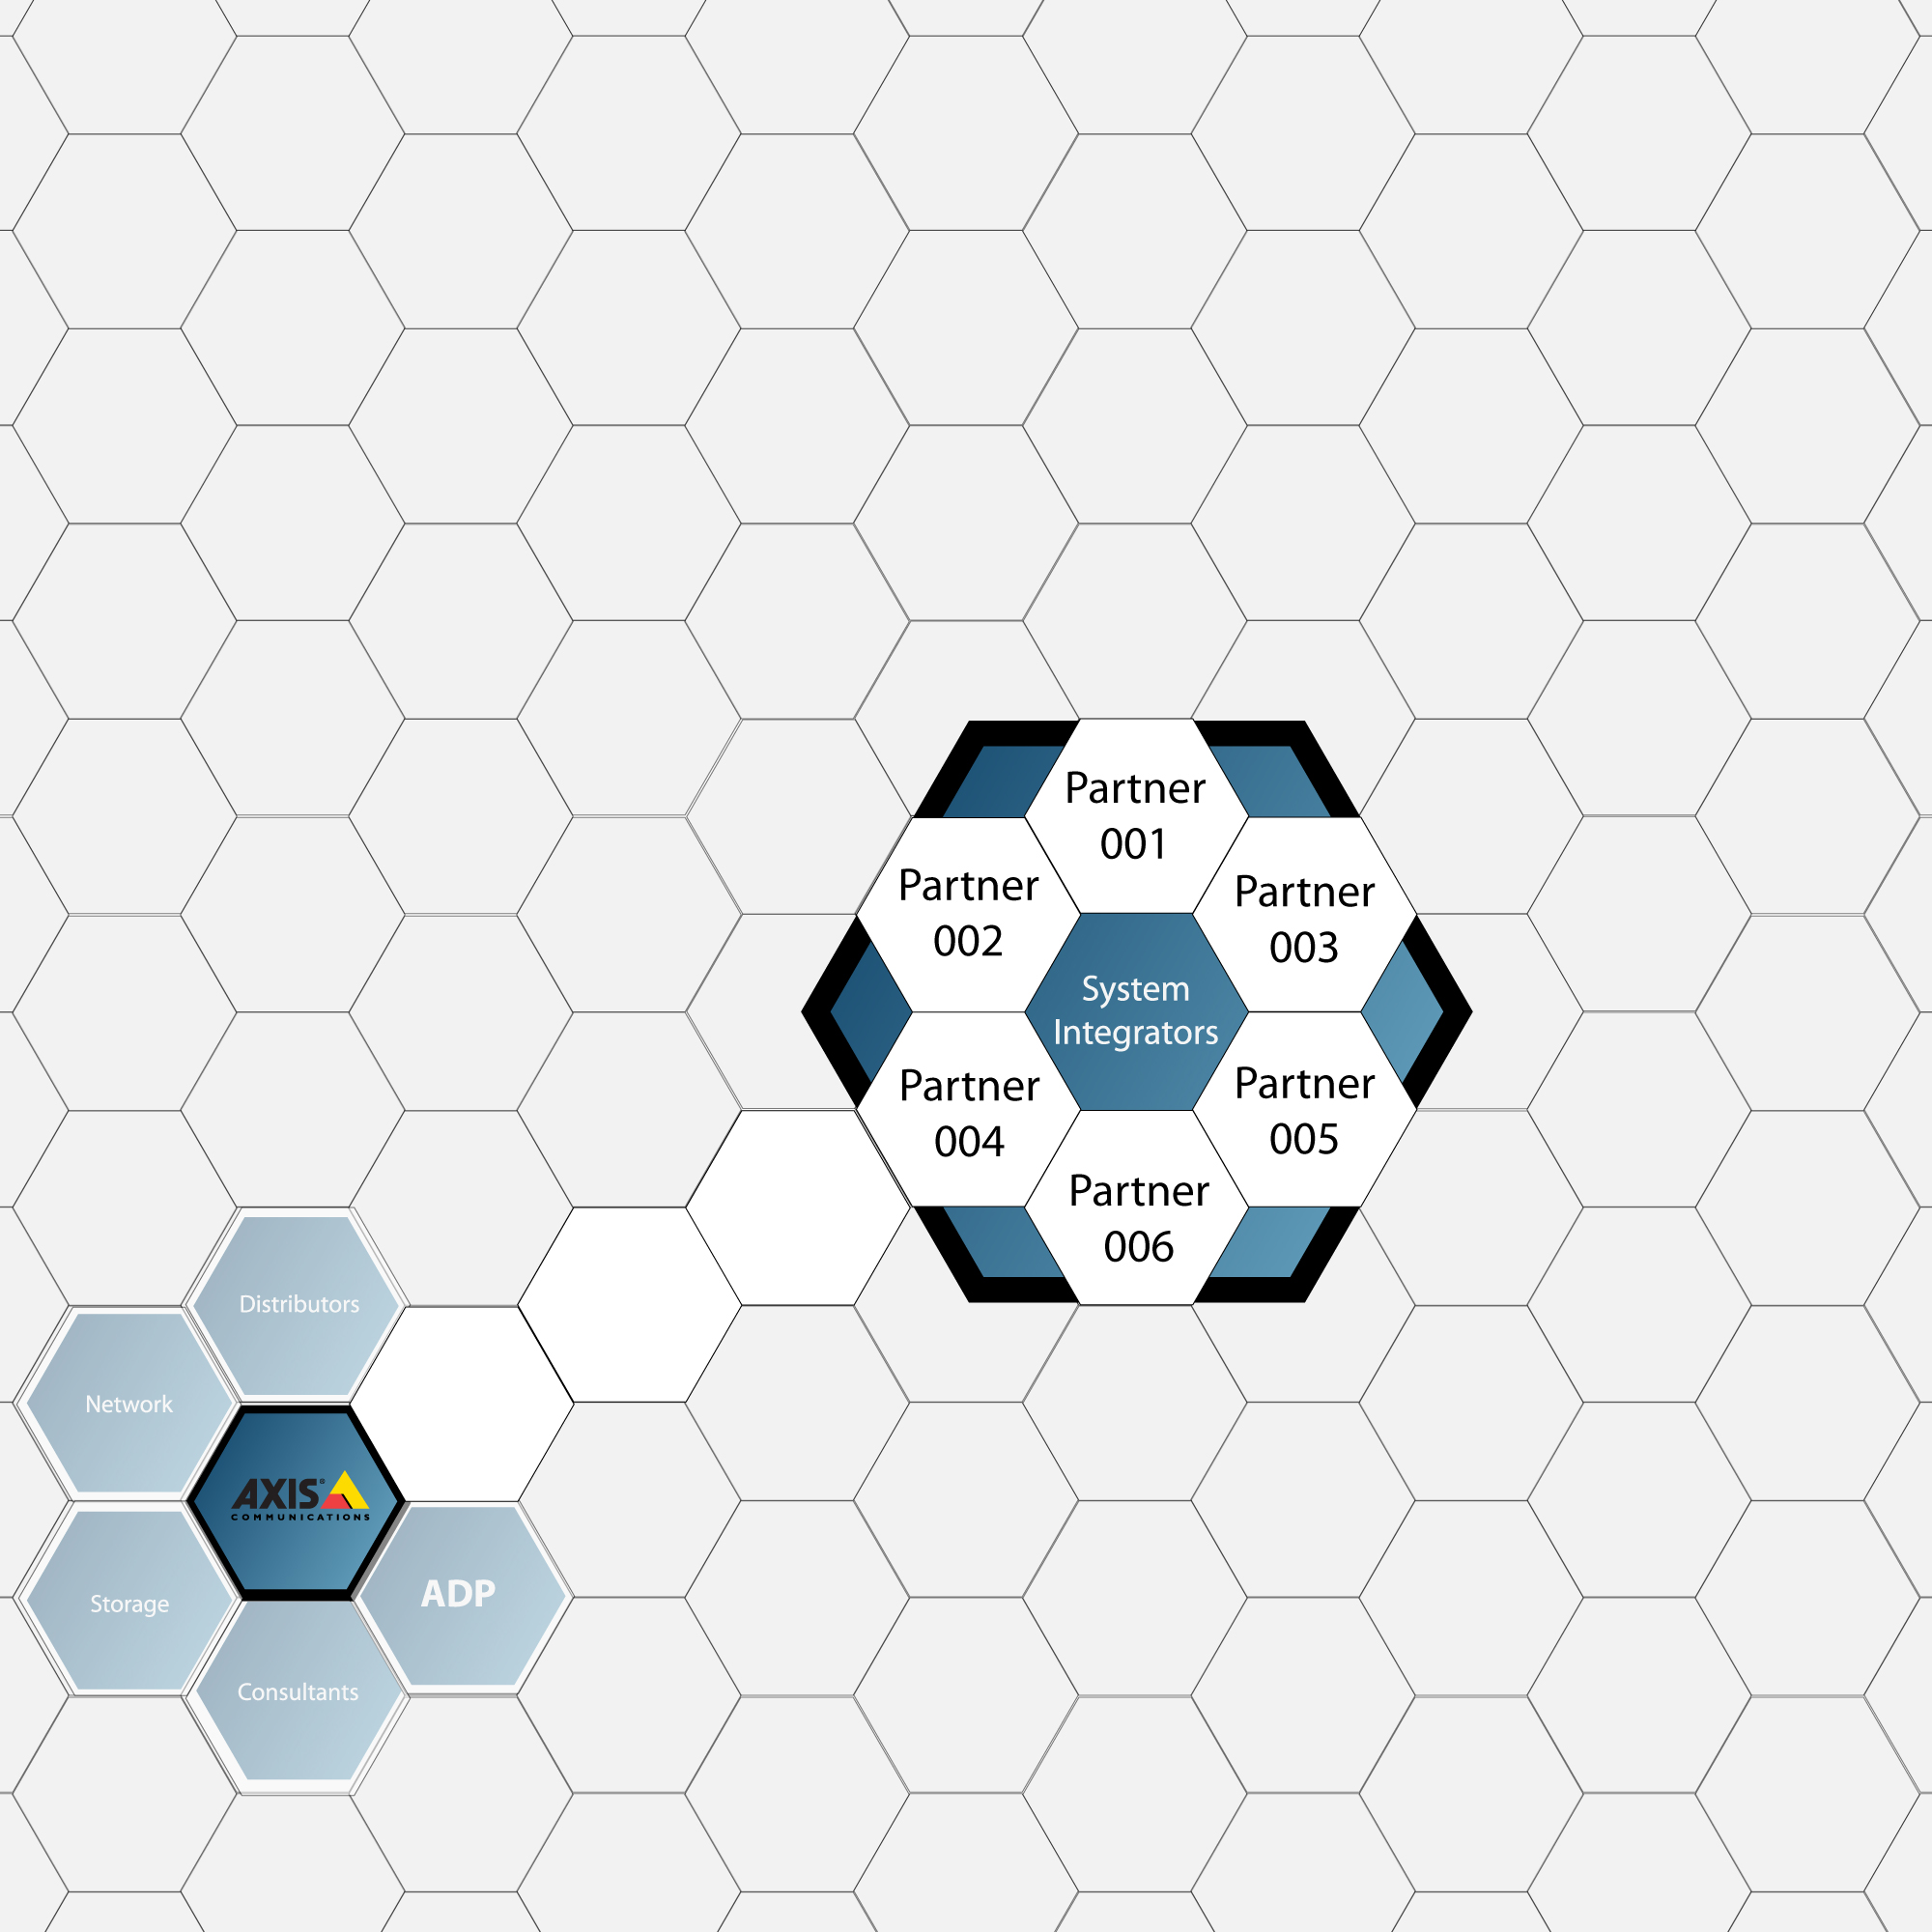 Partner
001
Partner
002
Partner
003
System
Integrators
Partner
004
Partner
005
Partner
006
Distributors
Network
AXIS®
COMMUNICATIONS
Storage
ADP
Consultants